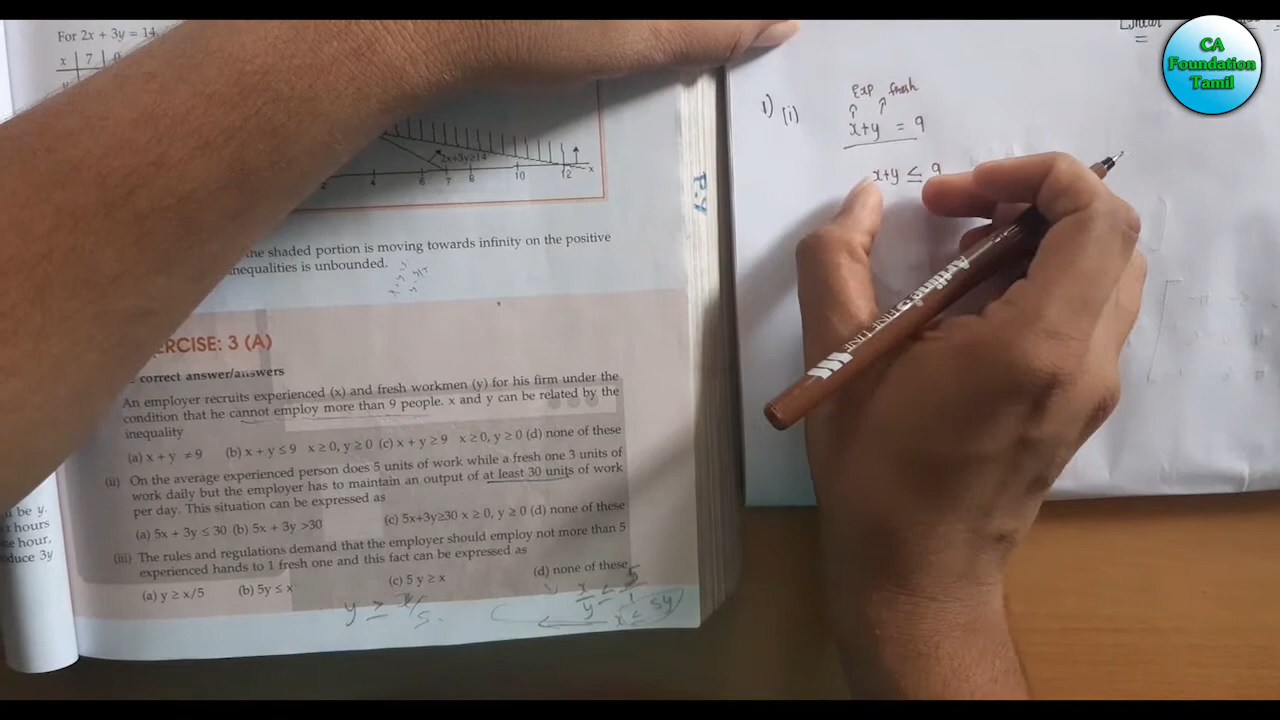 For 2x + 3y = 14,
x 7 0
2x+3y≥14
2 4 6 7 8 10 12 x
the shaded portion is moving towards infinity on the positive
inequalities is unbounded.
P.Y
ERCISE: 3 (A)
correct answer/answers
An employer recruits experienced (x) and fresh workmen (y) for his firm under the
condition that he cannot employ more than 9 people. x and y can be related by the
inequality
(a) x + y ≠ 9 (b) x + y ≤ 9 x ≥ 0, y ≥ 0 (c) x + y ≥ 9 x ≥ 0, y ≥ 0 (d) none of these
(ii) On the average experienced person does 5 units of work while a fresh one 3 units of
work daily but the employer has to maintain an output of at least 30 units of work
per day. This situation can be expressed as
(a) 5x + 3y ≤ 30 (b) 5x + 3y >30 (c) 5x+3y≥30 x ≥ 0, y ≥ 0 (d) none of these
(iii) The rules and regulations demand that the employer should employ not more than 5
experienced hands to 1 fresh one and this fact can be expressed as
(a) y ≥ x/5 (b) 5y ≤ x (c) 5 y ≥ x (d) none of these
y ≥ x/5.
x/y ≤ 5/1
x ≤ 5y
u be y.
x hours
se hour,
oduce 3y
Linear
1) (i)
Exp fresh
x+y = 9
x+y ≤ 9
CA
Foundation
Tamil
Artline
FINE LINE